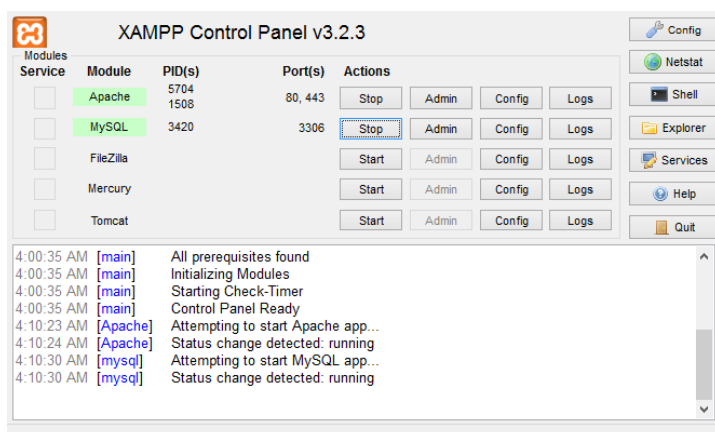 XAMPP Control Panel v3.2.3
Config
Modules
Service Module PID(s) Port(s) Actions
Netstat
Apache 5704 1508 80, 443 Stop Admin Config Logs
Shell
MySQL 3420 3306 Stop Admin Config Logs
Explorer
FileZilla Start Admin Config Logs
Services
Mercury Start Admin Config Logs
Help
Tomcat Start Admin Config Logs
Quit
4:00:35 AM [main] All prerequisites found
4:00:35 AM [main] Initializing Modules
4:00:35 AM [main] Starting Check-Timer
4:00:35 AM [main] Control Panel Ready
4:10:23 AM [Apache] Attempting to start Apache app...
4:10:24 AM [Apache] Status change detected: running
4:10:30 AM [mysql] Attempting to start MySQL app...
4:10:30 AM [mysql] Status change detected: running